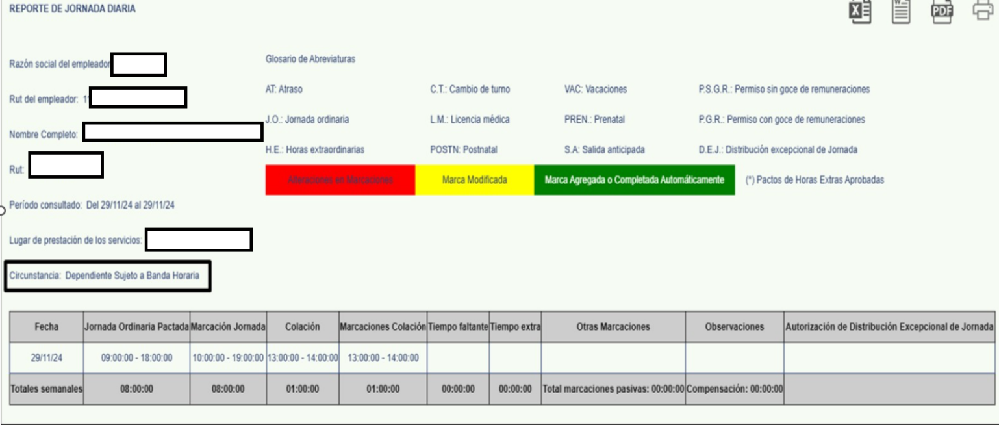 REPORTE DE JORNADA DIARIA
W
PDF
Razón social del empleador
Rut del empleador: 11
Nombre Completo:
Rut:
Período consultado: Del 29/11/24 al 29/11/24
Lugar de prestación de los servicios:
Circunstancia: Dependiente Sujeto a Banda Horaria
Glosario de Abreviaturas
AT: Atraso C.T.: Cambio de turno VAC: Vacaciones P.S.G.R.: Permiso sin goce de remuneraciones
J.O.: Jornada ordinaria L.M.: Licencia médica PREN.: Prenatal P.G.R.: Permiso con goce de remuneraciones
H.E.: Horas extraordinarias POSTN: Postnatal S.A: Salida anticipada D.E.J.: Distribución excepcional de Jornada
Alteraciones en Marcaciones Marca Modificada Marca Agregada o Completada Automáticamente (*) Pactos de Horas Extras Aprobadas
Fecha Jornada Ordinaria Pactada Marcación Jornada Colación Marcaciones Colación Tiempo faltante Tiempo extra Otras Marcaciones Observaciones Autorización de Distribución Excepcional de Jornada
29/11/24 09:00:00 - 18:00:00 10:00:00 - 19:00:00 13:00:00 - 14:00:00 13:00:00 - 14:00:00
Totales semanales 08:00:00 08:00:00 01:00:00 01:00:00 00:00:00 00:00:00 Total marcaciones pasivas: 00:00:00 Compensación: 00:00:00